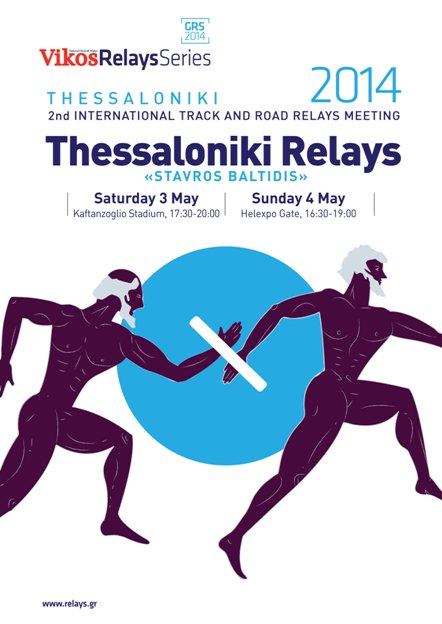 GRS
2014
VikosRelaysSeries
THESSALONIKI 2014
2nd INTERNATIONAL TRACK AND ROAD RELAYS MEETING
Thessaloniki Relays
«STAVROS BALTIDIS»
Saturday 3 May
Kaftanzoglio Stadium, 17:30-20:00
Sunday 4 May
Helexpo Gate, 16:30-19:00
www.relays.gr